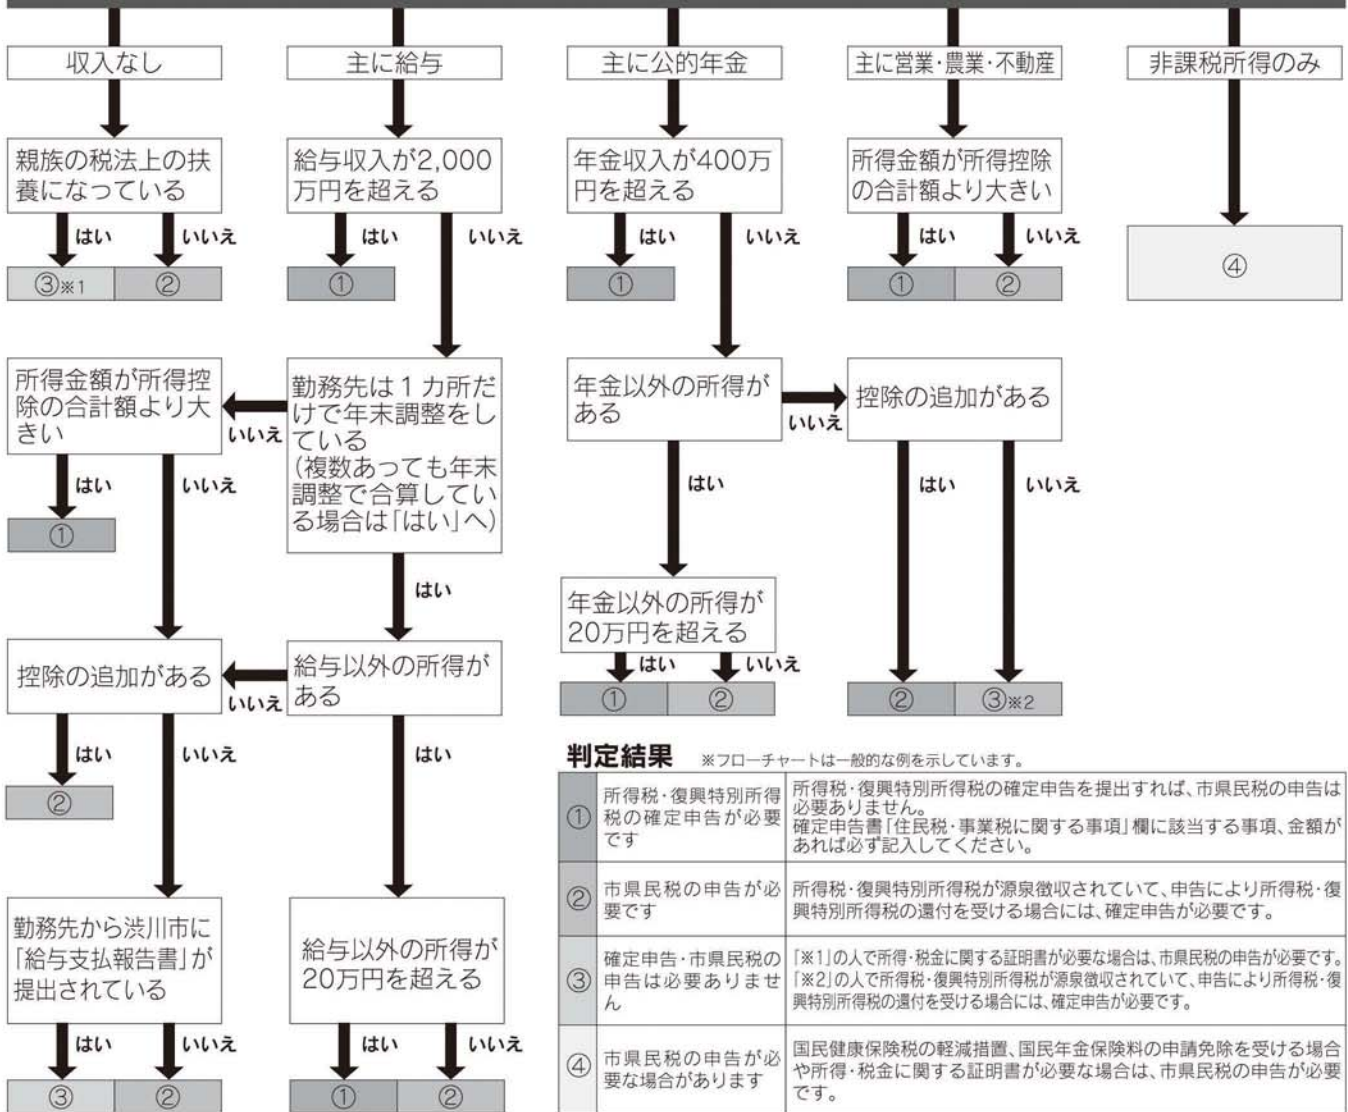 収入なし
主に給与
主に公的年金
主に営業・農業・不動産
非課税所得のみ
親族の税法上の扶
養になっている
はい
いいえ
③※1
②
給与収入が2,000
万円を超える
はい
いいえ
①
年金収入が400万
円を超える
はい
いいえ
①
所得金額が所得控除
の合計額より大きい
はい
いいえ
①
②
④
所得金額が所得控
除の合計額より大
きい
はい
いいえ
①
いいえ
勤務先は1カ所だ
けで年末調整をし
ている
(複数あっても年末
調整で合算してい
る場合は「はい」へ)
はい
年金以外の所得が
ある
いいえ
はい
控除の追加がある
はい
いいえ
年金以外の所得が
20万円を超える
はい
いいえ
①
②
②
③※2
控除の追加がある
はい
いいえ
②
いいえ
給与以外の所得が
ある
はい
勤務先から渋川市に
「給与支払報告書」が
提出されている
はい
いいえ
③
②
給与以外の所得が
20万円を超える
はい
いいえ
①
②
判定結果 ※フローチャートは一般的な例を示しています。
①
所得税・復興特別所得
税の確定申告が必要
です
所得税・復興特別所得税の確定申告を提出すれば、市県民税の申告は
必要ありません。
確定申告書「住民税・事業税に関する事項」欄に該当する事項、金額が
あれば必ず記入してください。
②
市県民税の申告が必
要です
所得税・復興特別所得税が源泉徴収されていて、申告により所得税・復
興特別所得税の還付を受ける場合には、確定申告が必要です。
③
確定申告・市県民税の
申告は必要ありませ
ん
「※1」の人で所得・税金に関する証明書が必要な場合は、市県民税の申告が必要です。
「※2」の人で所得税・復興特別所得税が源泉徴収されていて、申告により所得税・復
興特別所得税の還付を受ける場合には、確定申告が必要です。
④
市県民税の申告が必
要な場合があります
国民健康保険税の軽減措置、国民年金保険料の申請免除を受ける場合
や所得・税金に関する証明書が必要な場合は、市県民税の申告が必要
です。